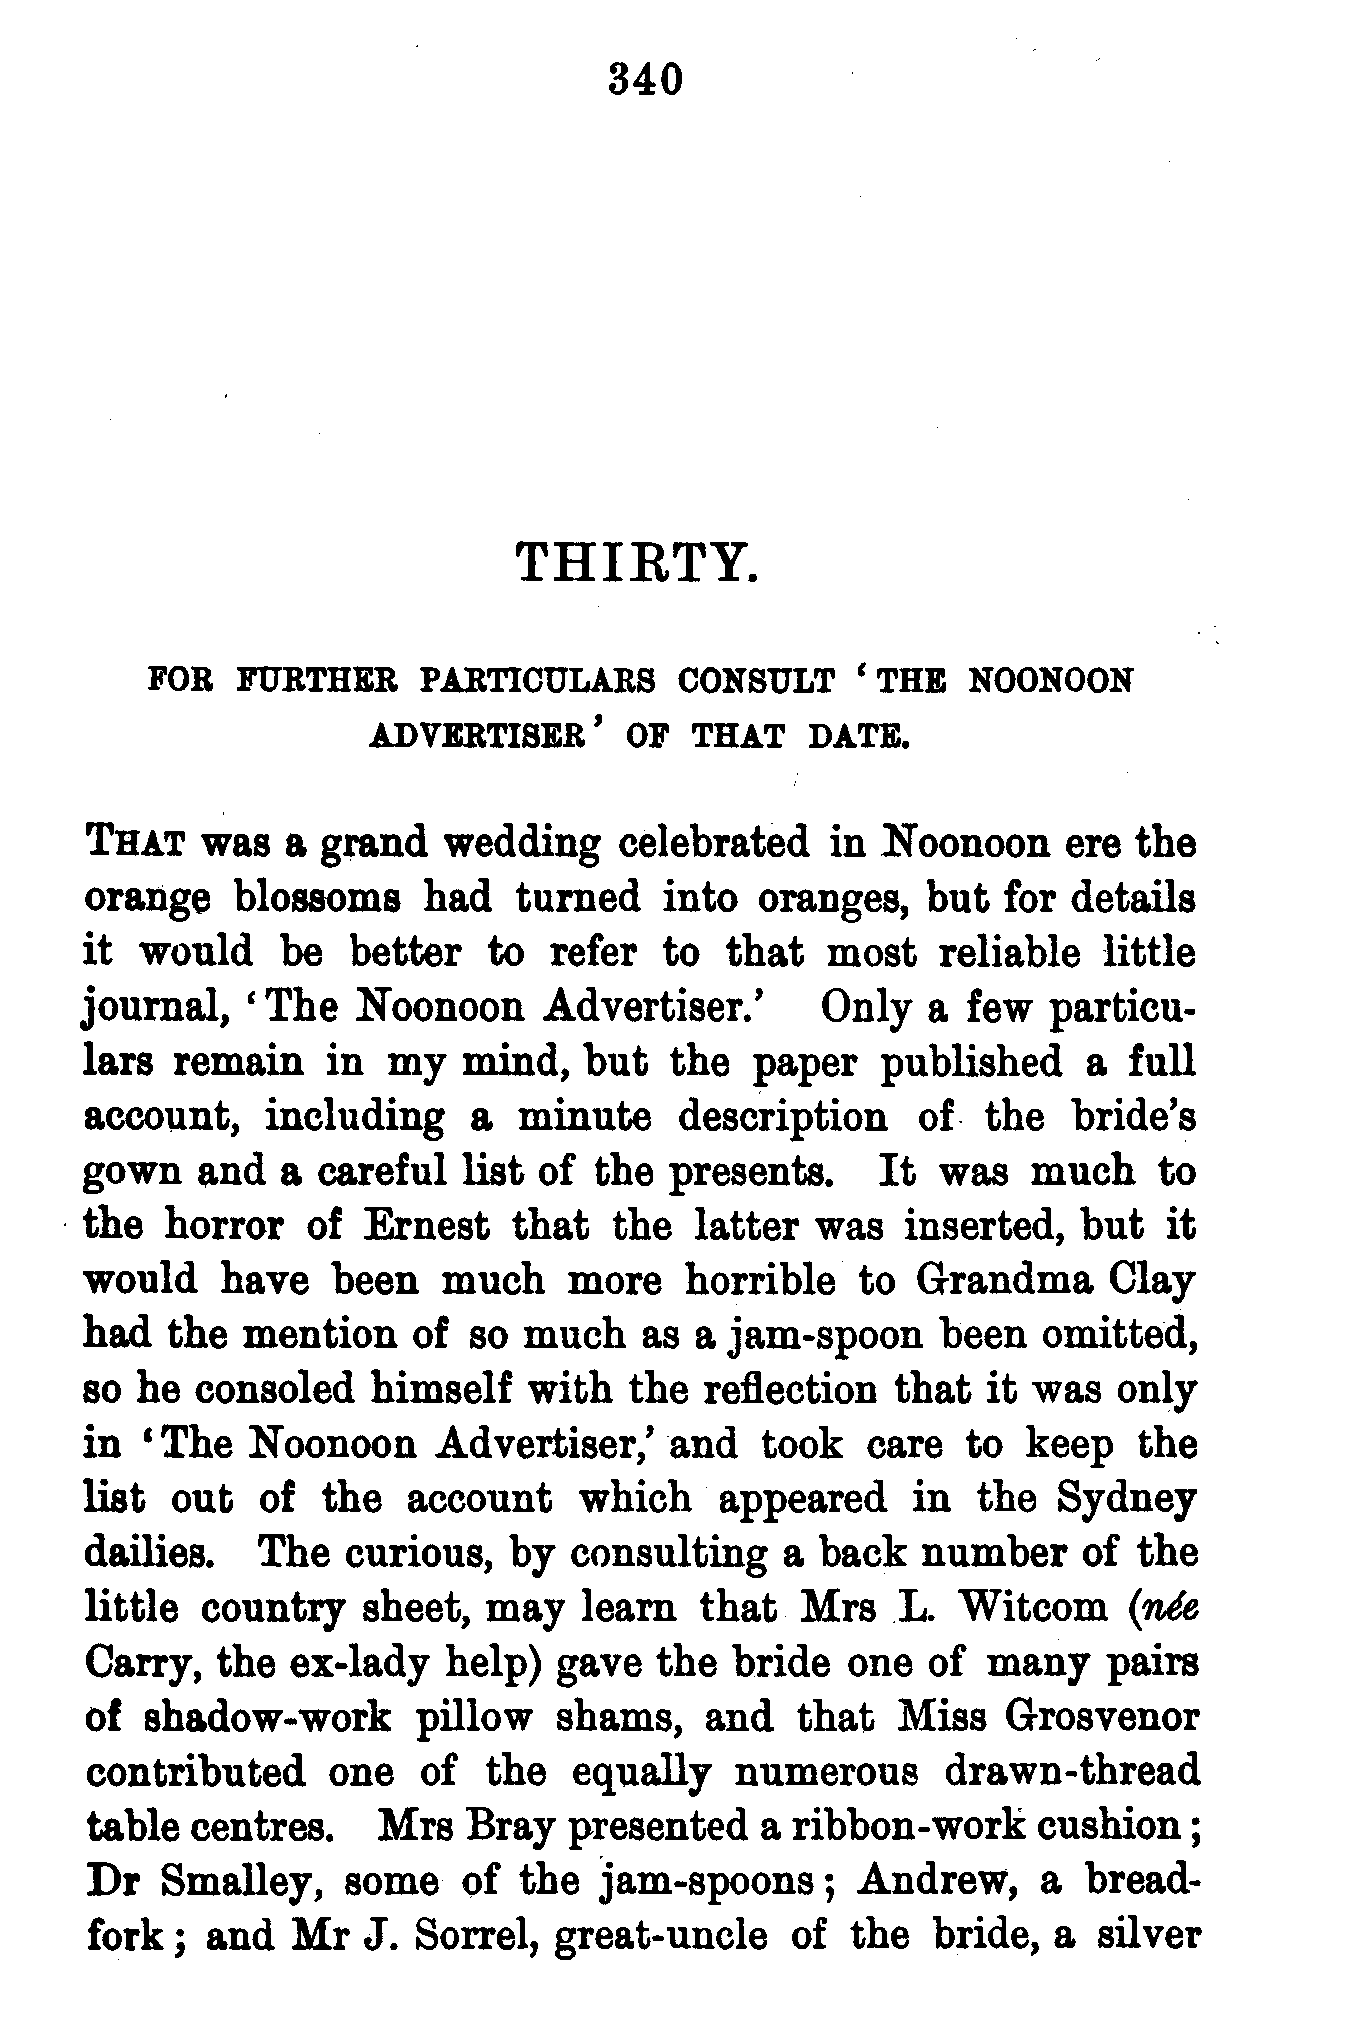 340
THIRTY.
FOR FURTHER PARTICULARS CONSULT ‘THE NOONOON
ADVERTISER’ OF THAT DATE.
THAT was a grand wedding celebrated in Noonoon ere the
orange blossoms had turned into oranges, but for details
it would be better to refer to that most reliable little
journal, ‘The Noonoon Advertiser.’ Only a few particu-
lars remain in my mind, but the paper published a full
account, including a minute description of the bride’s
gown and a careful list of the presents. It was much to
the horror of Ernest that the latter was inserted, but it
would have been much more horrible to Grandma Clay
had the mention of so much as a jam-spoon been omitted,
so he consoled himself with the reflection that it was only
in ‘The Noonoon Advertiser,’ and took care to keep the
list out of the account which appeared in the Sydney
dailies. The curious, by consulting a back number of the
little country sheet, may learn that Mrs L. Witcom (née
Carry, the ex-lady help) gave the bride one of many pairs
of shadow-work pillow shams, and that Miss Grosvenor
contributed one of the equally numerous drawn-thread
table centres. Mrs Bray presented a ribbon-work cushion;
Dr Smalley, some of the jam-spoons; Andrew, a bread-
fork; and Mr J. Sorrel, great-uncle of the bride, a silver